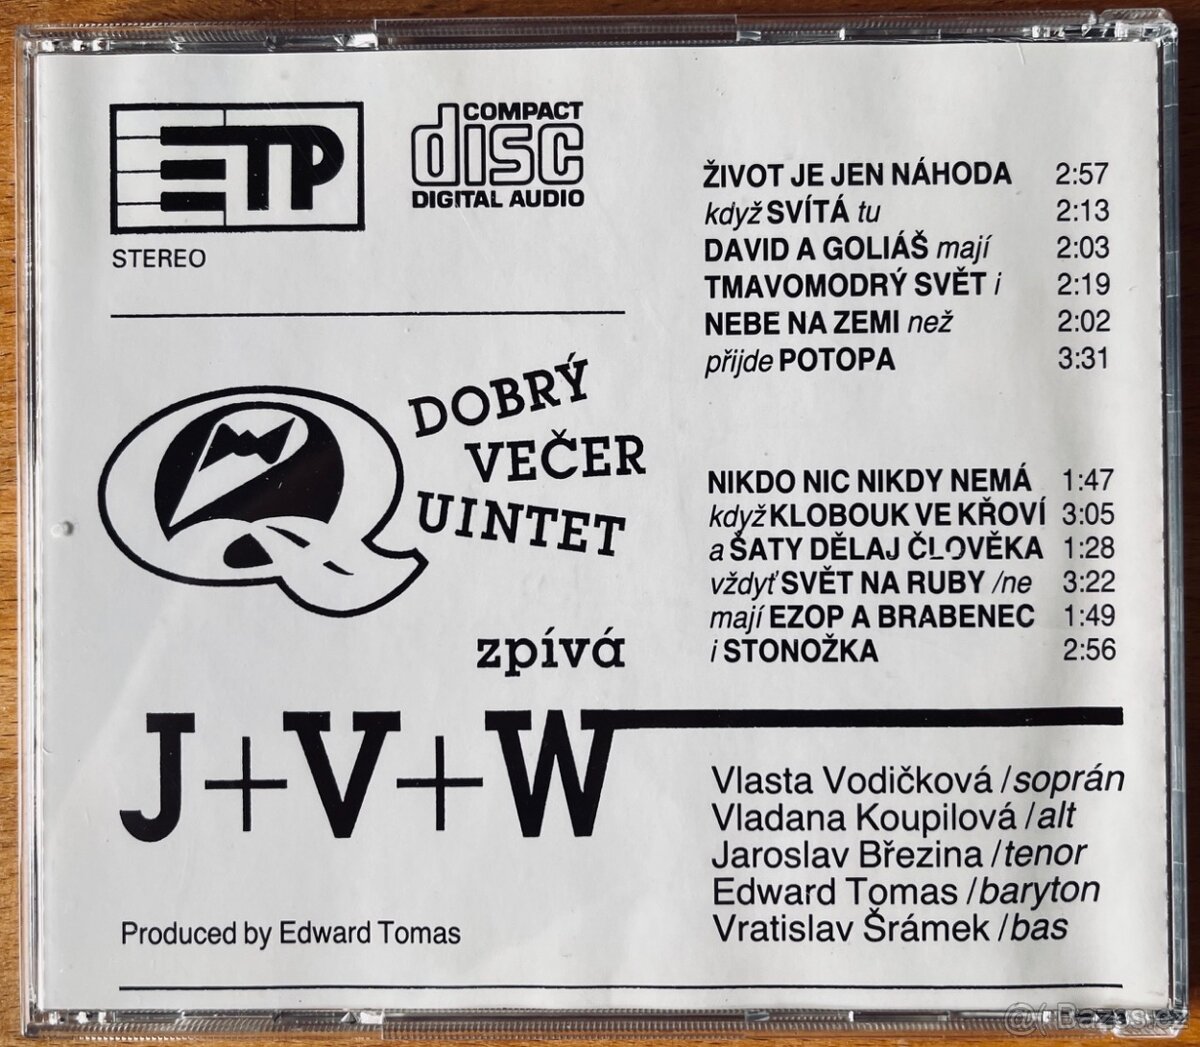 ETP
COMPACT
disc
DIGITAL AUDIO
STEREO
DOBRÝ
VEČER
QUINTET
zpívá
J+V+W
Produced by Edward Tomas
ŽIVOT JE JEN NÁHODA 2:57
když SVÍTÁ tu 2:13
DAVID A GOLIÁŠ mají 2:03
TMAVOMODRÝ SVĚT i 2:19
NEBE NA ZEMI než 2:02
přijde POTOPA 3:31
NIKDO NIC NIKDY NEMÁ 1:47
když KLOBOUK VE KŘOVÍ 3:05
a ŠATY DĚLAJ ČLOVĚKA 1:28
vždyť SVĚT NA RUBY /ne 3:22
mají EZOP A BRABENEC 1:49
i STONOŽKA 2:56
Vlasta Vodičková /soprán
Vladana Koupilová /alt
Jaroslav Březina /tenor
Edward Tomas /baryton
Vratislav Šrámek /bas
Bazos.cz